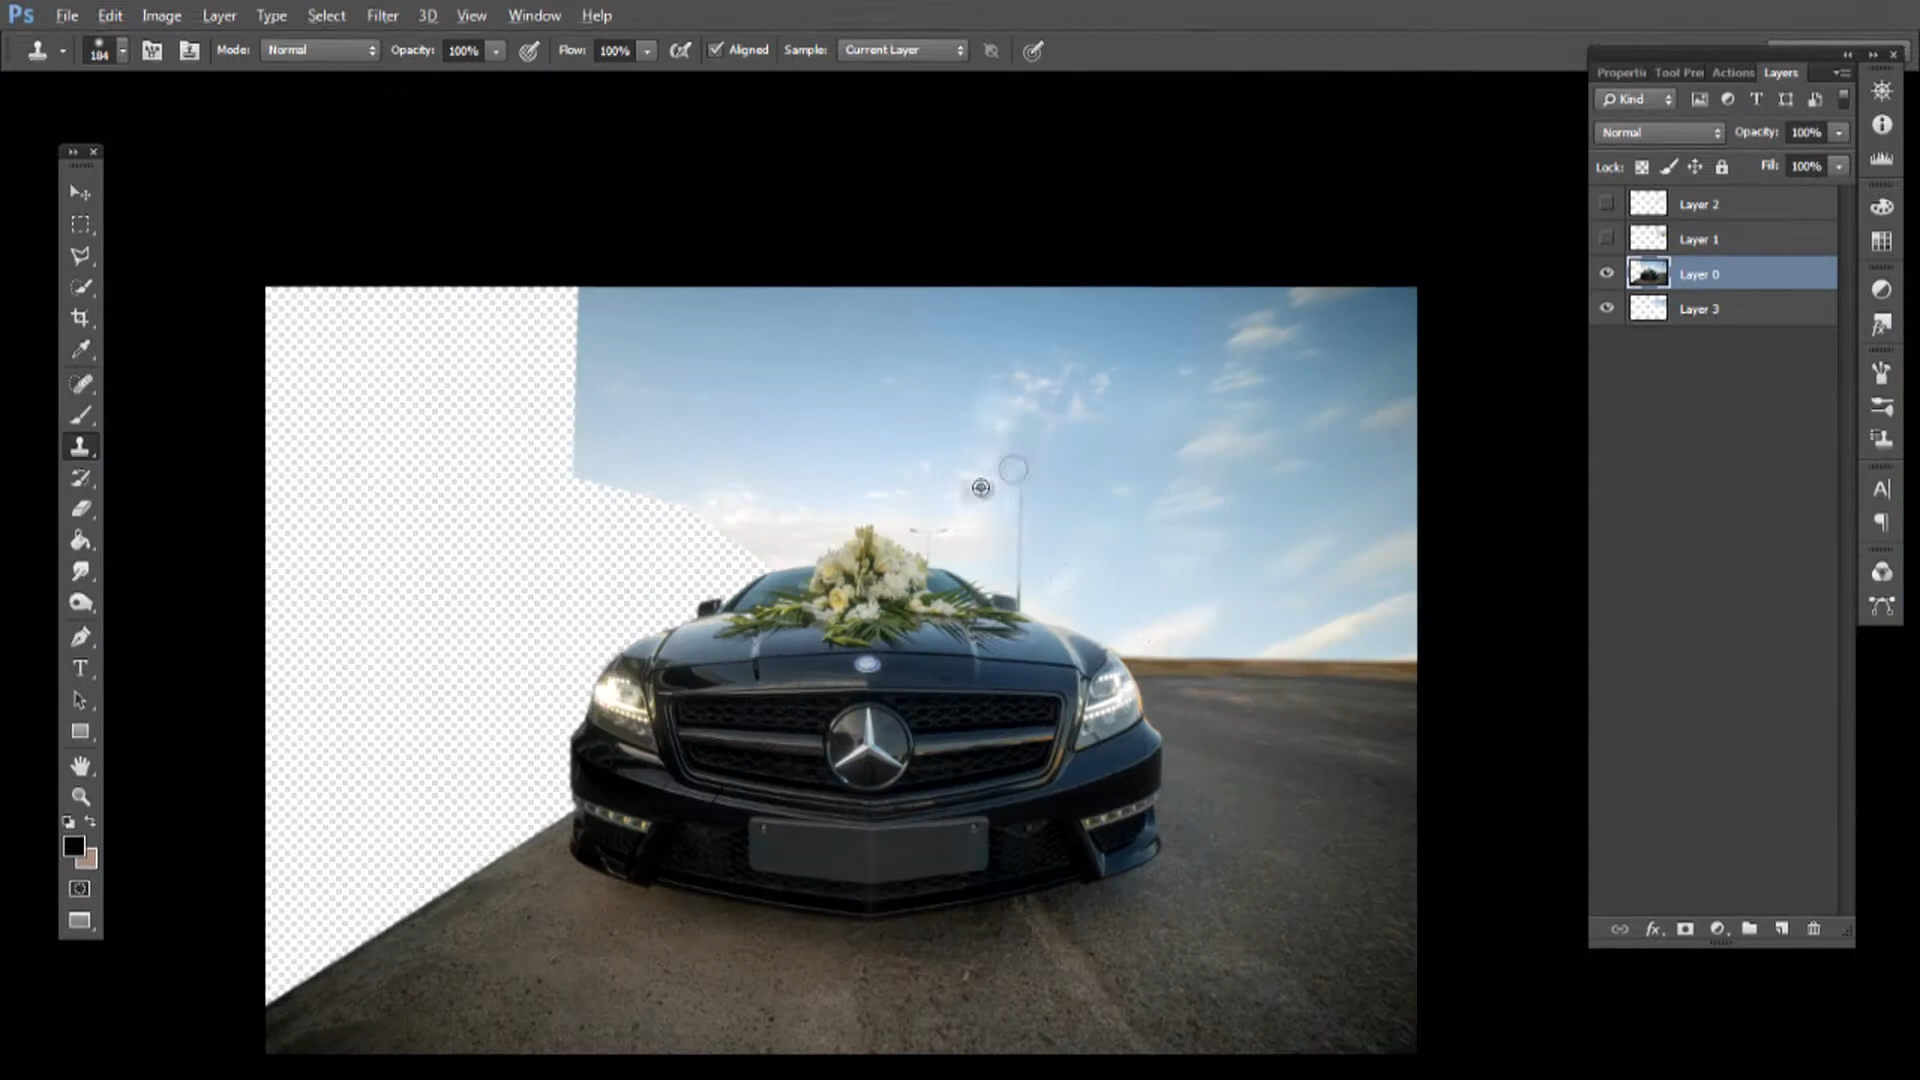 Ps File Edit Image Layer Type Select Filter 3D View Window Help
184 Mode: Normal Opacity: 100% Flow: 100% Aligned Sample: Current Layer
Properti Tool Pre Actions Layers
Kind
Normal Opacity: 100%
Lock: Fill: 100%
Layer 2
Layer 1
Layer 0
Layer 3